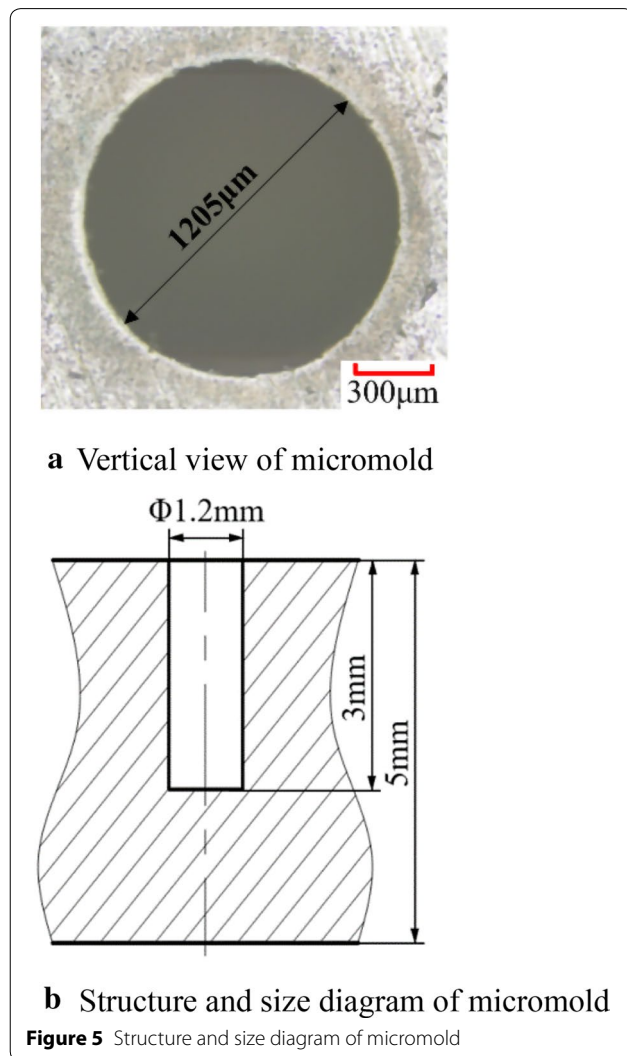 1205μm
300μm
a Vertical view of micromold
Φ1.2mm
3mm
5mm
b Structure and size diagram of micromold
Figure 5 Structure and size diagram of micromold